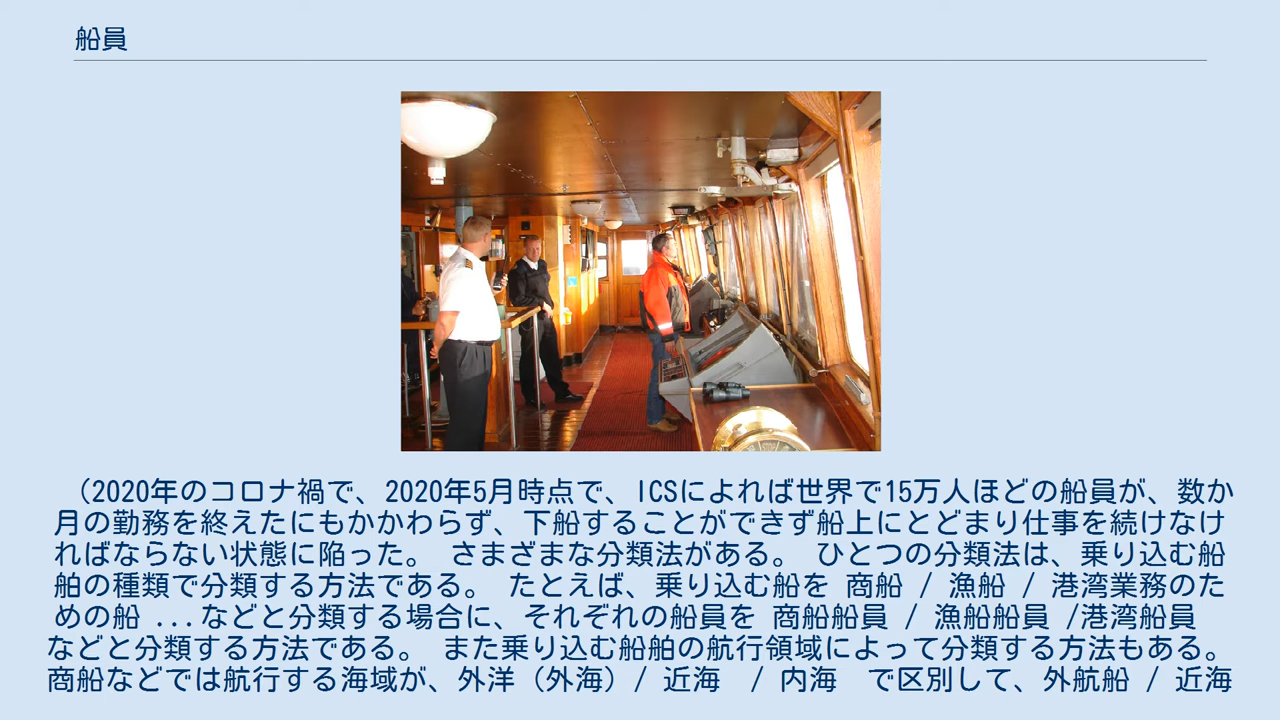 船員
（2020年のコロナ禍で、2020年5月時点で、ICSによれば世界で15万人ほどの船員が、数か
月の勤務を終えたにもかかわらず、下船することができず船上にとどまり仕事を続けなけ
ればならない状態に陥った。 さまざまな分類法がある。 ひとつの分類法は、乗り込む船
舶の種類で分類する方法である。 たとえば、乗り込む船を 商船 / 漁船 / 港湾業務のた
めの船 ...などと分類する場合に、それぞれの船員を 商船船員 / 漁船船員 /港湾船員
などと分類する方法である。 また乗り込む船舶の航行領域によって分類する方法もある。
商船などでは航行する海域が、外洋（外海）/ 近海 / 内海 で区別して、外航船 / 近海